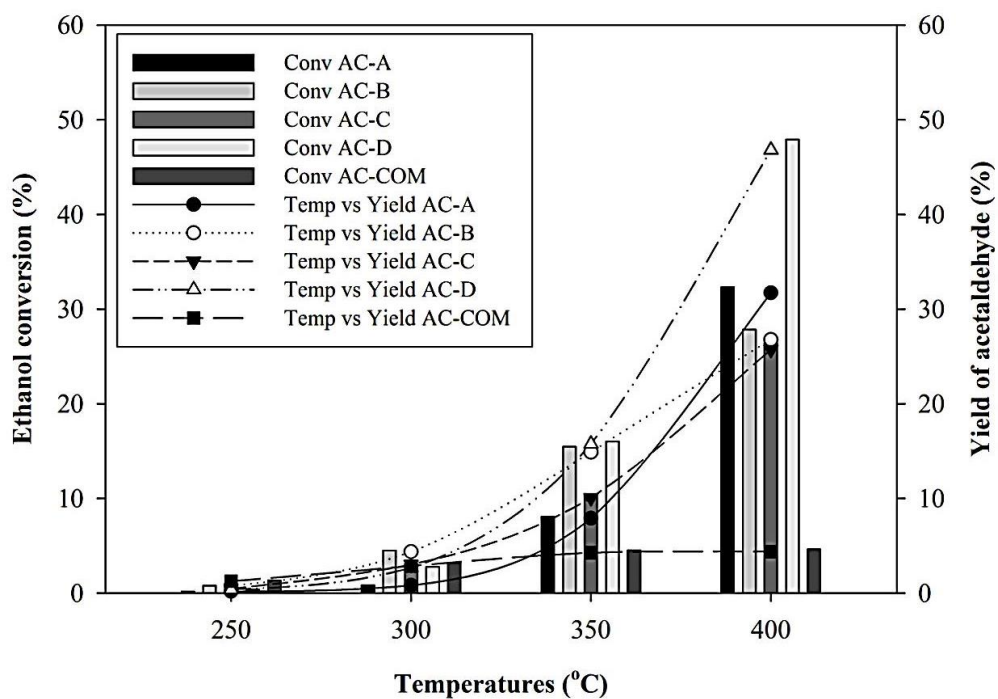 60
50
40
30
20
10
0
Ethanol conversion (%)
Conv AC-A
Conv AC-B
Conv AC-C
Conv AC-D
Conv AC-COM
Temp vs Yield AC-A
Temp vs Yield AC-B
Temp vs Yield AC-C
Temp vs Yield AC-D
Temp vs Yield AC-COM
60
50
40
30
20
10
0
Yield of acetaldehyde (%)
250 300 350 400
Temperatures (°C)